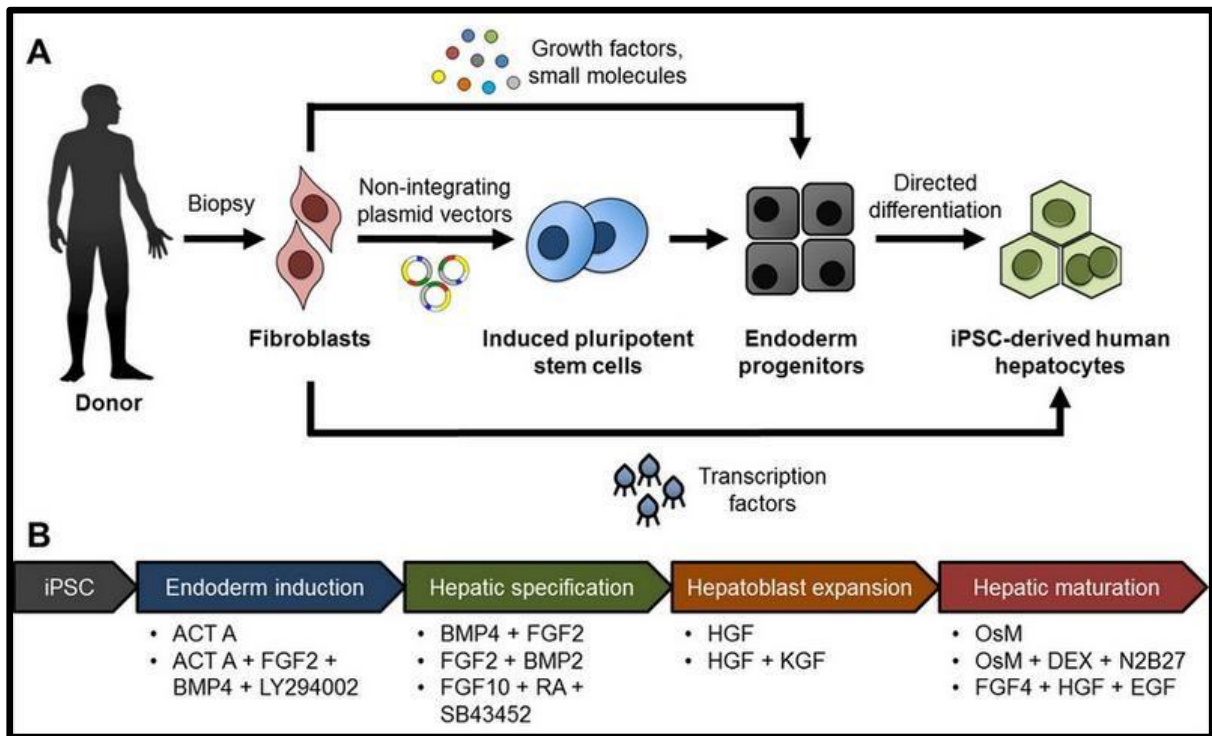 A
Growth factors,
small molecules
Biopsy
Non-integrating
plasmid vectors
Directed
differentiation
Donor
Fibroblasts
Induced pluripotent
stem cells
Endoderm
progenitors
iPSC-derived human
hepatocytes
Transcription
factors
B
iPSC
Endoderm induction
Hepatic specification
Hepatoblast expansion
Hepatic maturation
• ACT A
• ACT A + FGF2 +
BMP4 + LY294002
• BMP4 + FGF2
• FGF2 + BMP2
• FGF10 + RA +
SB43452
• HGF
• HGF + KGF
• OsM
• OsM + DEX + N2B27
• FGF4 + HGF + EGF